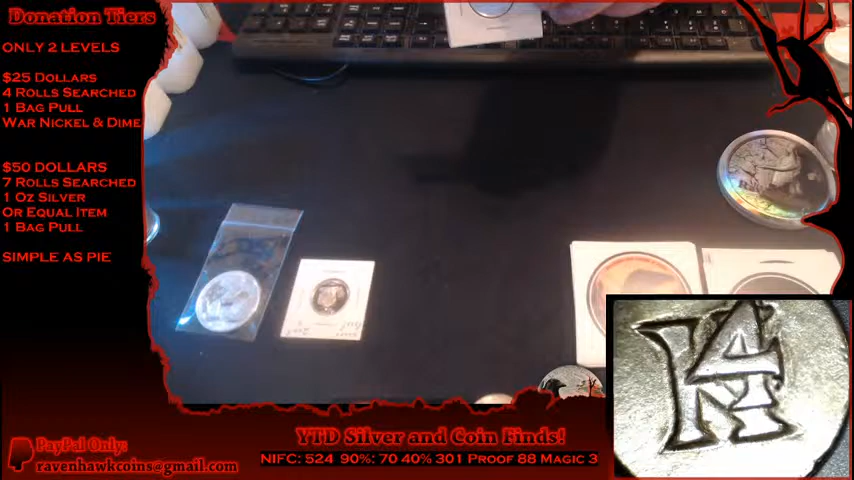 Donation Tiers
ONLY 2 LEVELS
$25 DOLLARS
4 ROLLS SEARCHED
1 BAG PULL
WAR NICKEL & DIME
$50 DOLLARS
7 ROLLS SEARCHED
1 OZ SILVER
OR EQUAL ITEM
1 BAG PULL
SIMPLE AS PIE
PayPal Only:
ravenhawkcoins@gmail.com
YTD Silver and Coin Finds!
NIFC: 524 90%: 70 40% 301 PROOF 88 MAGIC 3